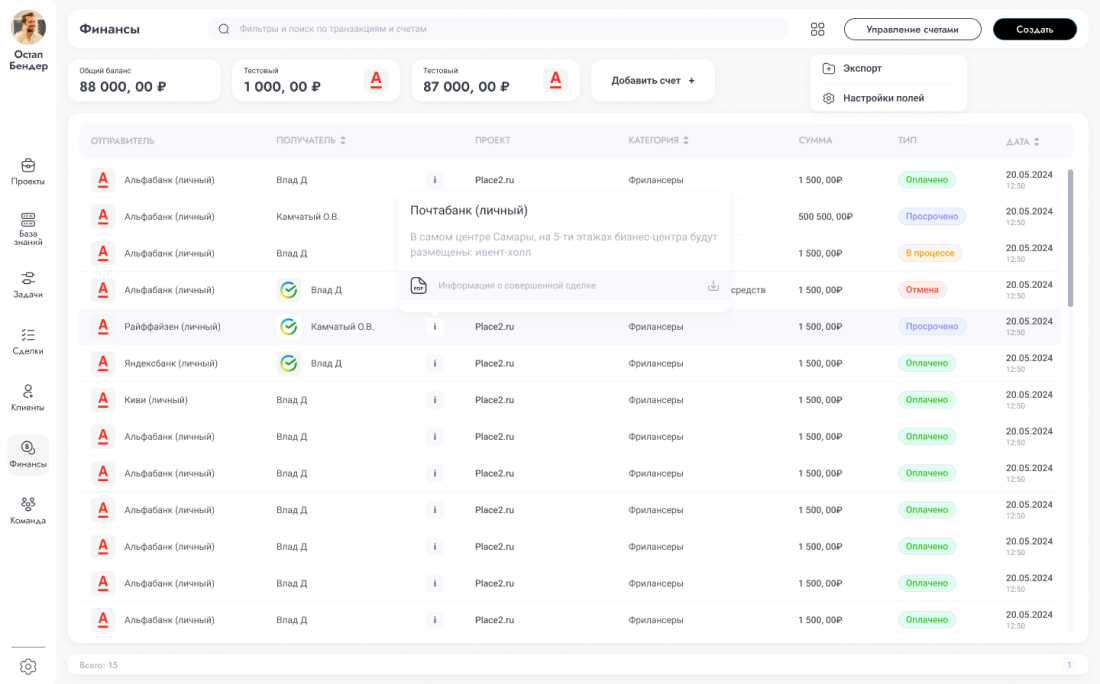 Остап
Бендер
Проекты
База
знаний
Задачи
Сделки
Клиенты
Финансы
Команда
Финансы
Фильтры и поиск по транзакциям и счетам
Управление счетами
Создать
Экспорт
Настройки полей
Общий баланс
88 000, 00 ₽
Тестовый
1 000, 00 ₽
А
Тестовый
87 000, 00 ₽
А
Добавить счет +
ОТПРАВИТЕЛЬ ПОЛУЧАТЕЛЬ ПРОЕКТ КАТЕГОРИЯ СУММА ТИП ДАТА
А Альфабанк (личный) Влад Д i Place2.ru Фрилансеры 1 500, 00₽ Оплачено 20.05.2024
12:50
А Альфабанк (личный) Камчатый О.В. 500 500, 00₽ Просрочено 20.05.2024
12:50
А Альфабанк (личный) 1 500, 00₽ В процессе 20.05.2024
12:50
А Альфабанк (личный) Влад Д средств 1 500, 00₽ Отмена 20.05.2024
12:50
Почтабанк (личный)
В самом центре Самары, на 5-ти этажах бизнес-центра будут
размещены: ивент-холл
PDF Информация о совершенной сделке
А Райффайзен (личный) Камчатый О.В. i Place2.ru Фрилансеры 1 500, 00₽ Просрочено 20.05.2024
12:50
А Яндексбанк (личный) Влад Д i Place2.ru Фрилансеры 1 500, 00₽ Оплачено 20.05.2024
12:50
А Киви (личный) Влад Д i Place2.ru Фрилансеры 1 500, 00₽ Оплачено 20.05.2024
12:50
А Альфабанк (личный) Влад Д i Place2.ru Фрилансеры 1 500, 00₽ Оплачено 20.05.2024
12:50
А Альфабанк (личный) Влад Д i Place2.ru Фрилансеры 1 500, 00₽ Оплачено 20.05.2024
12:50
А Альфабанк (личный) Влад Д i Place2.ru Фрилансеры 1 500, 00₽ Оплачено 20.05.2024
12:50
А Альфабанк (личный) Влад Д i Place2.ru Фрилансеры 1 500, 00₽ Оплачено 20.05.2024
12:50
А Альфабанк (личный) Влад Д i Place2.ru Фрилансеры 1 500, 00₽ Оплачено 20.05.2024
12:50
А Альфабанк (личный) Влад Д i Place2.ru Фрилансеры 1 500, 00₽ Оплачено 20.05.2024
12:50
Всего: 15
1